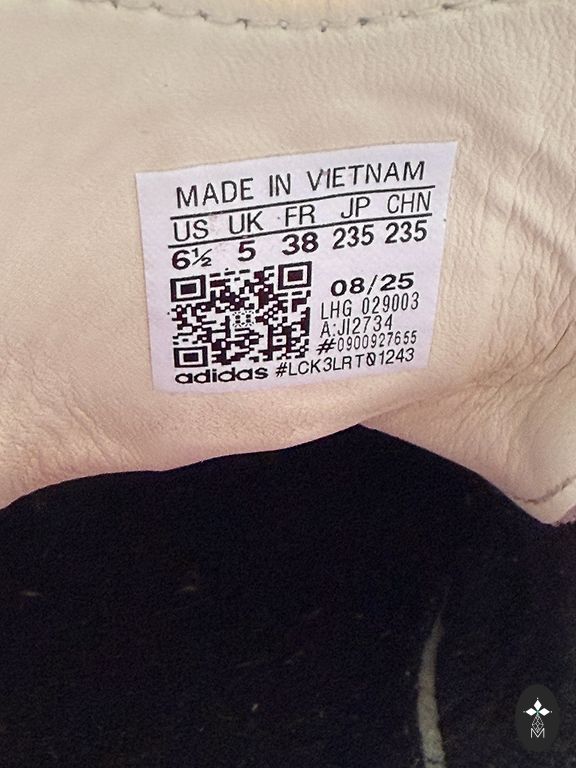 MADE IN VIETNAM
US UK FR JP CHN
6½ 5 38 235 235
08/25
LHG 029003
A:JI2734
#0900927655
adidas #LCK3LRT01243
M